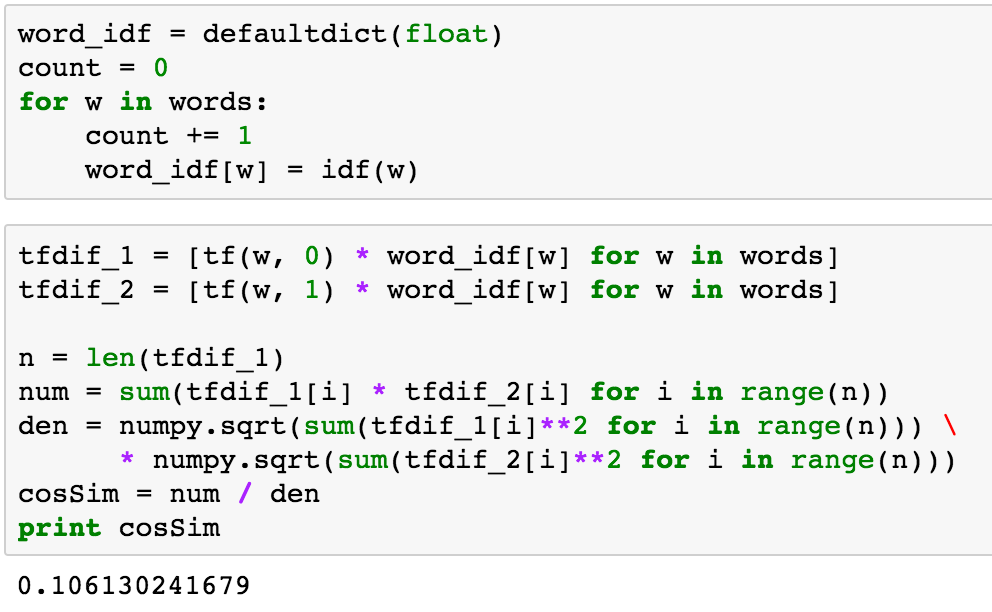 word_idf = defaultdict(float)
count = 0
for w in words:
    count += 1
    word_idf[w] = idf(w)
tfdif_1 = [tf(w, 0) * word_idf[w] for w in words]
tfdif_2 = [tf(w, 1) * word_idf[w] for w in words]
n = len(tfdif_1)
num = sum(tfdif_1[i] * tfdif_2[i] for i in range(n))
den = numpy.sqrt(sum(tfdif_1[i]**2 for i in range(n))) \
      * numpy.sqrt(sum(tfdif_2[i]**2 for i in range(n)))
cosSim = num / den
print cosSim
0.106130241679